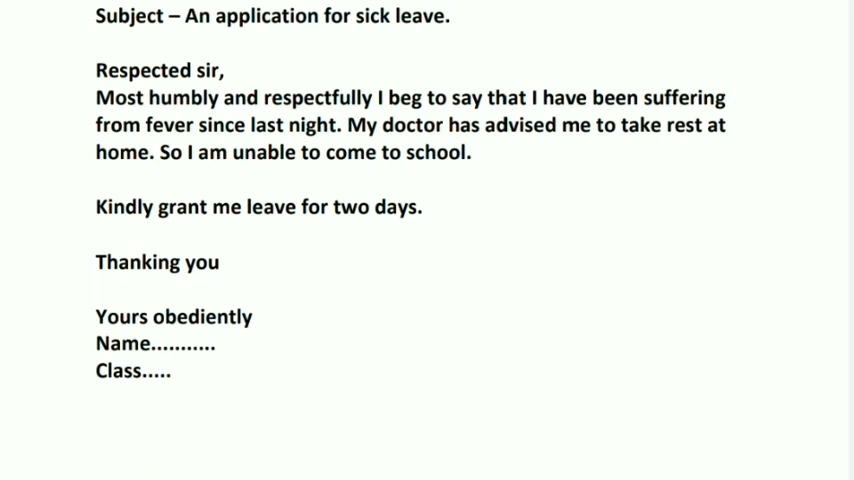 Subject – An application for sick leave.
Respected sir,
Most humbly and respectfully I beg to say that I have been suffering
from fever since last night. My doctor has advised me to take rest at
home. So I am unable to come to school.
Kindly grant me leave for two days.
Thanking you
Yours obediently
Name...........
Class.....